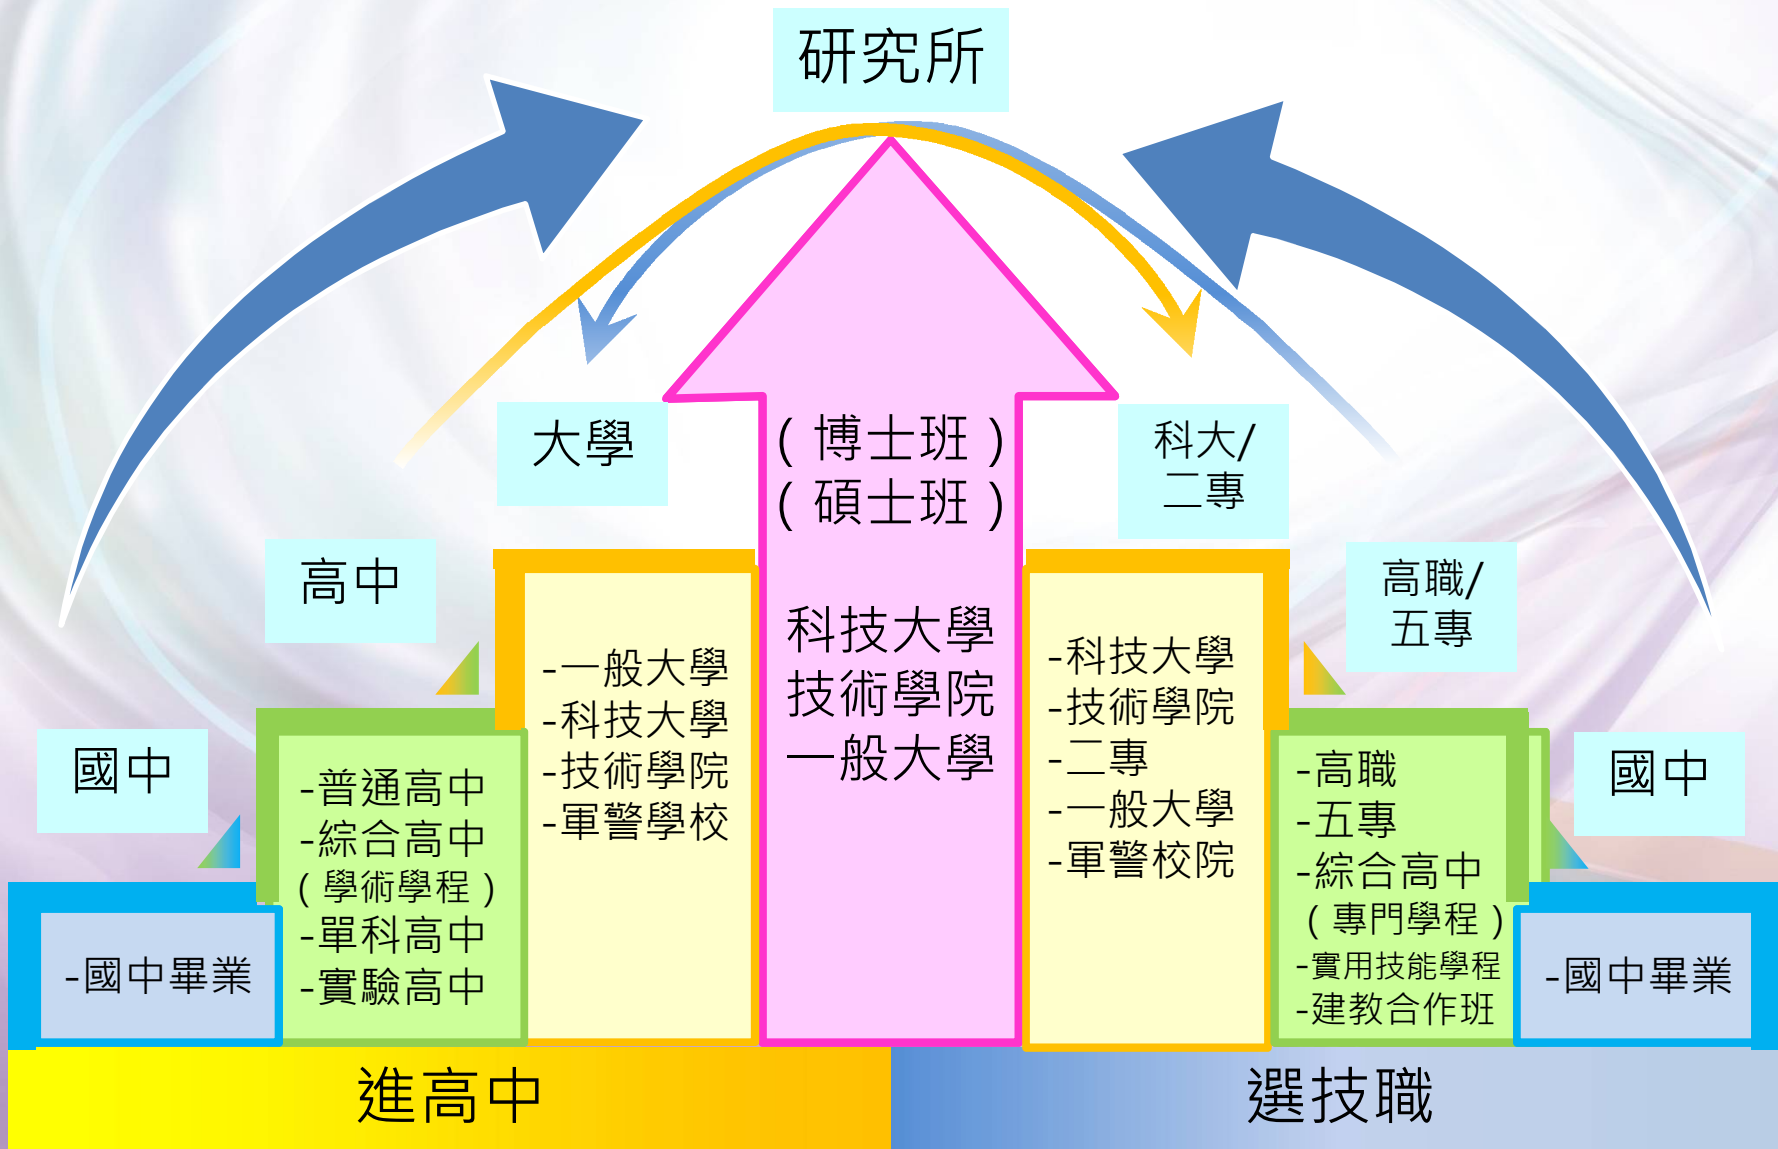 研究所
大學
(博士班)
(碩士班)
科技大學
技術學院
一般大學
科大/
二專
高中
高職/
五專
國中
國中
-國中畢業
-普通高中
-綜合高中
(學術學程)
-單科高中
-實驗高中
-一般大學
-科技大學
-技術學院
-軍警學校
-科技大學
-技術學院
-二專
-一般大學
-軍警校院
-高職
-五專
-綜合高中
(專門學程)
-實用技能學程
-建教合作班
-國中畢業
進高中
選技職